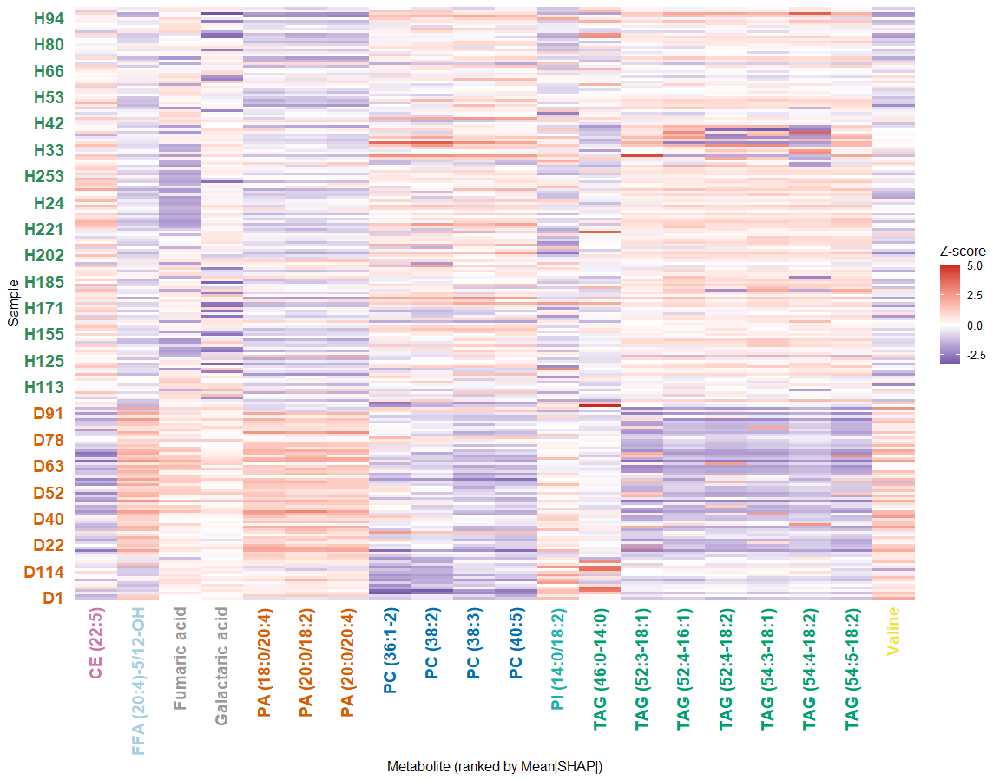 H94
H80
H66
H53
H42
H33
H253
H24
H221
H202
H185
H171
H155
H125
H113
D91
D78
D63
D52
D40
D22
D114
D1
Sample
Z-score
5.0
2.5
0.0
-2.5
CE (22:5)
FFA (20:4)-5/12-OH
Fumaric acid
Galactaric acid
PA (18:0/20:4)
PA (20:0/18:2)
PA (20:0/20:4)
PC (36:1-2)
PC (38:2)
PC (38:3)
PC (40:5)
PI (14:0/18:2)
TAG (46:0-14:0)
TAG (52:3-18:1)
TAG (52:4-16:1)
TAG (52:4-18:2)
TAG (54:3-18:1)
TAG (54:4-18:2)
TAG (54:5-18:2)
Valine
Metabolite (ranked by Mean|SHAP|)